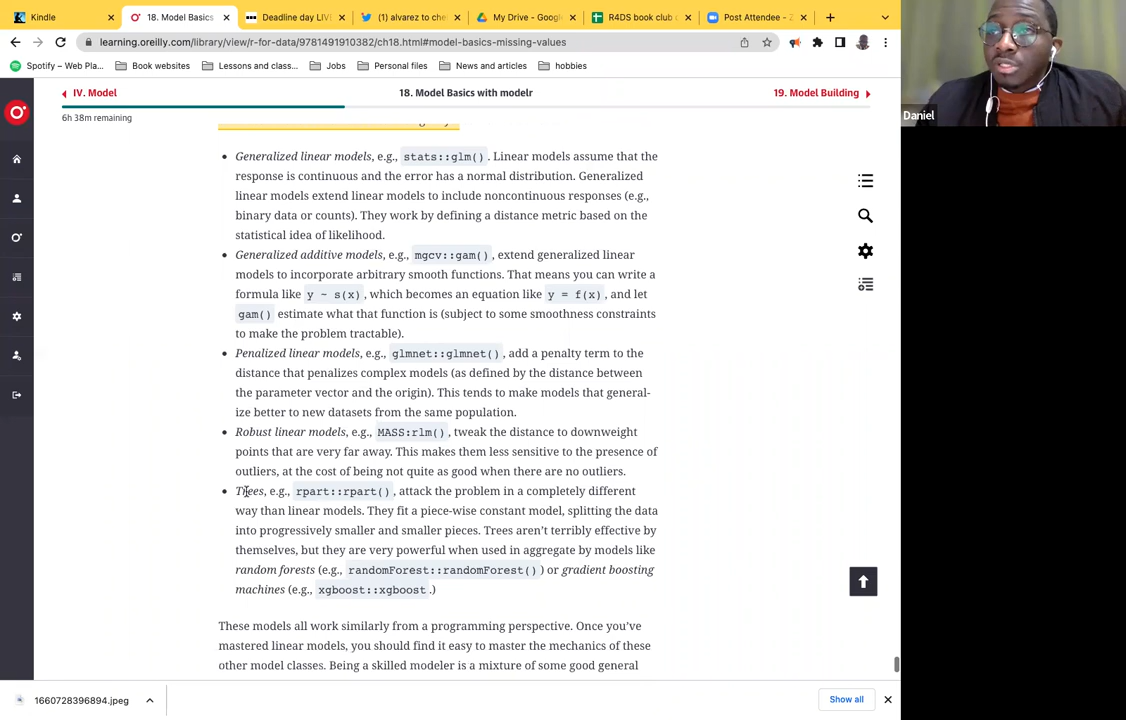 Kindle
18. Model Basics
Deadline day LIV
(1) alvarez to che
My Drive - Google
R4DS book club
Post Attendee - Z
learning.oreilly.com/library/view/r-for-data/9781491910382/ch18.html#model-basics-missing-values
Spotify – Web Pla...
Book websites
Lessons and class...
Jobs
Personal files
News and articles
hobbies
Daniel
IV. Model
18. Model Basics with modelr
19. Model Building
6h 38m remaining
• Generalized linear models, e.g., stats::glm(). Linear models assume that the
response is continuous and the error has a normal distribution. Generalized
linear models extend linear models to include noncontinuous responses (e.g.,
binary data or counts). They work by defining a distance metric based on the
statistical idea of likelihood.
• Generalized additive models, e.g., mgcv::gam(), extend generalized linear
models to incorporate arbitrary smooth functions. That means you can write a
formula like y ~ s(x), which becomes an equation like y = f(x), and let
gam() estimate what that function is (subject to some smoothness constraints
to make the problem tractable).
• Penalized linear models, e.g., glmnet::glmnet(), add a penalty term to the
distance that penalizes complex models (as defined by the distance between
the parameter vector and the origin). This tends to make models that general-
ize better to new datasets from the same population.
• Robust linear models, e.g., MASS:rlm(), tweak the distance to downweight
points that are very far away. This makes them less sensitive to the presence of
outliers, at the cost of being not quite as good when there are no outliers.
• Trees, e.g., rpart::rpart(), attack the problem in a completely different
way than linear models. They fit a piece-wise constant model, splitting the data
into progressively smaller and smaller pieces. Trees aren't terribly effective by
themselves, but they are very powerful when used in aggregate by models like
random forests (e.g., randomForest::randomForest()) or gradient boosting
machines (e.g., xgboost::xgboost.)
These models all work similarly from a programming perspective. Once you've
mastered linear models, you should find it easy to master the mechanics of these
other model classes. Being a skilled modeler is a mixture of some good general
1660728396894.jpeg
Show all